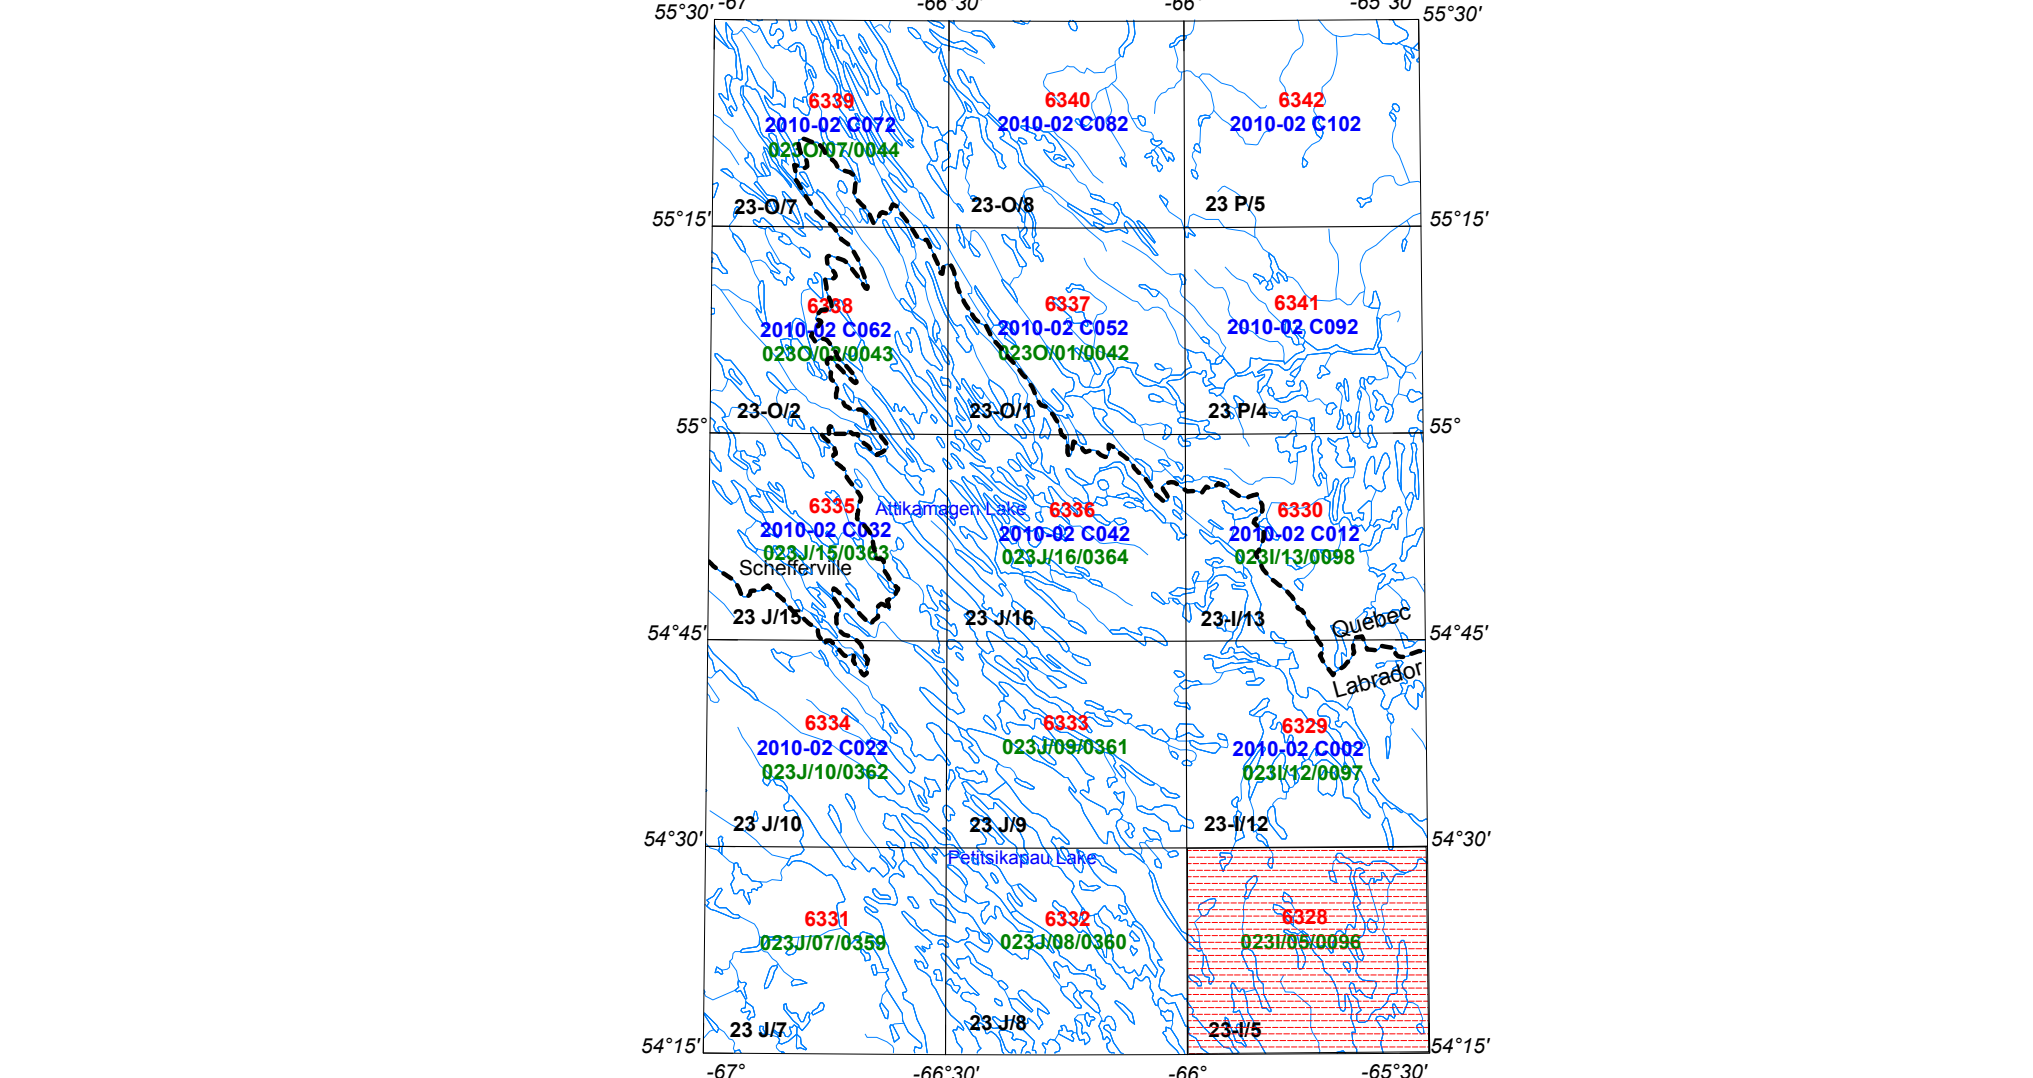 -67° -66°30' -66° -65°30'
55°30' 55°30'
6339 6340 6342
2010-02 C072 2010-02 C082 2010-02 C102
023O/07/0044
23-O/7 23-O/8 23 P/5
55°15' 55°15'
6338 6337 6341
2010-02 C062 2010-02 C052 2010-02 C092
023O/02/0043 023O/01/0042
23-O/2 23-O/1 23 P/4
55° 55°
6335 Attikamagen Lake 6336 6330
2010-02 C032 2010-02 C042 2010-02 C012
023J/15/0363 023J/16/0364 023I/13/0098
Schefferville
23 J/15 23 J/16 23-I/13 Québec
54°45' 54°45'
Labrador
6334 6333 6329
2010-02 C022 023J/09/0361 2010-02 C002
023J/10/0362 023I/12/0097
23 J/10 23 J/9 23-I/12
54°30' 54°30'
Petitsikapau Lake
6331 6332 6328
023J/07/0359 023J/08/0360 023I/05/0096
23 J/7 23 J/8 23-I/5
54°15' 54°15'
-67° -66°30' -66° -65°30'